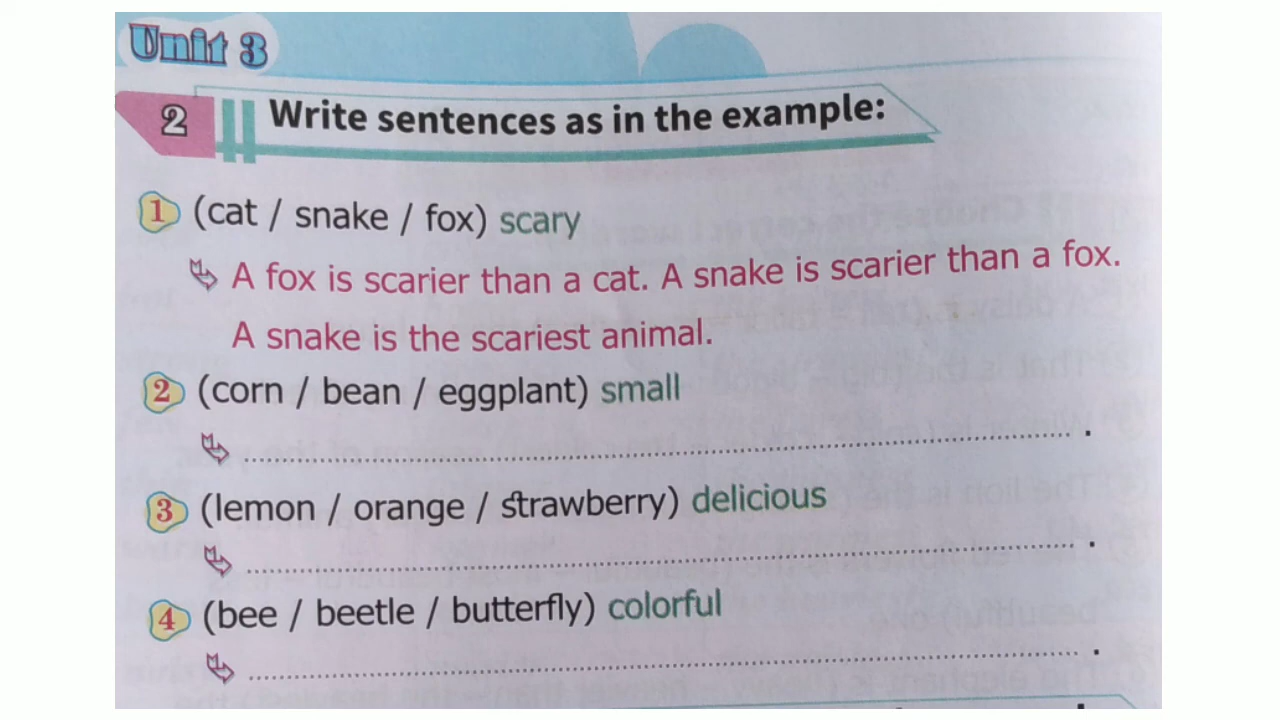 Unit 3
2 Write sentences as in the example:
1 (cat / snake / fox) scary
A fox is scarier than a cat. A snake is scarier than a fox.
A snake is the scariest animal.
2 (corn / bean / eggplant) small
.
3 (lemon / orange / strawberry) delicious
.
4 (bee / beetle / butterfly) colorful
.